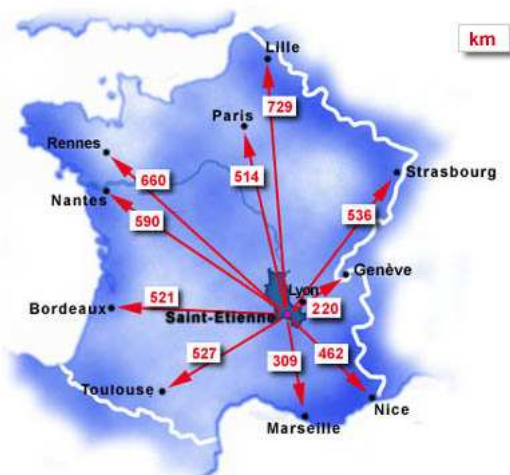 km
Lille
729
Paris
514
Rennes
660
Strasbourg
Nantes
590
536
Genève
Lyon
220
Bordeaux
521
Saint-Etienne
527
309
462
Toulouse
Nice
Marseille